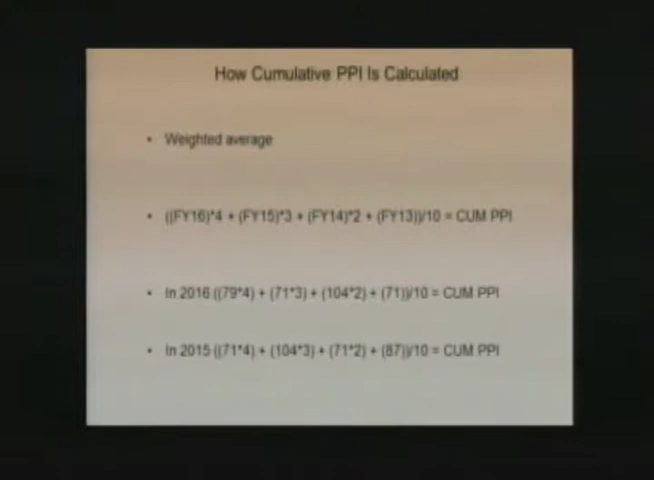 How Cumulative PPI Is Calculated
• Weighted average
• ((FY16)*4 + (FY15)*3 + (FY14)*2 + (FY13))/10 = CUM PPI
• In 2016 ((79*4) + (71*3) + (104*2) + (71))/10 = CUM PPI
• In 2015 ((71*4) + (104*3) + (71*2) + (87))/10 = CUM PPI